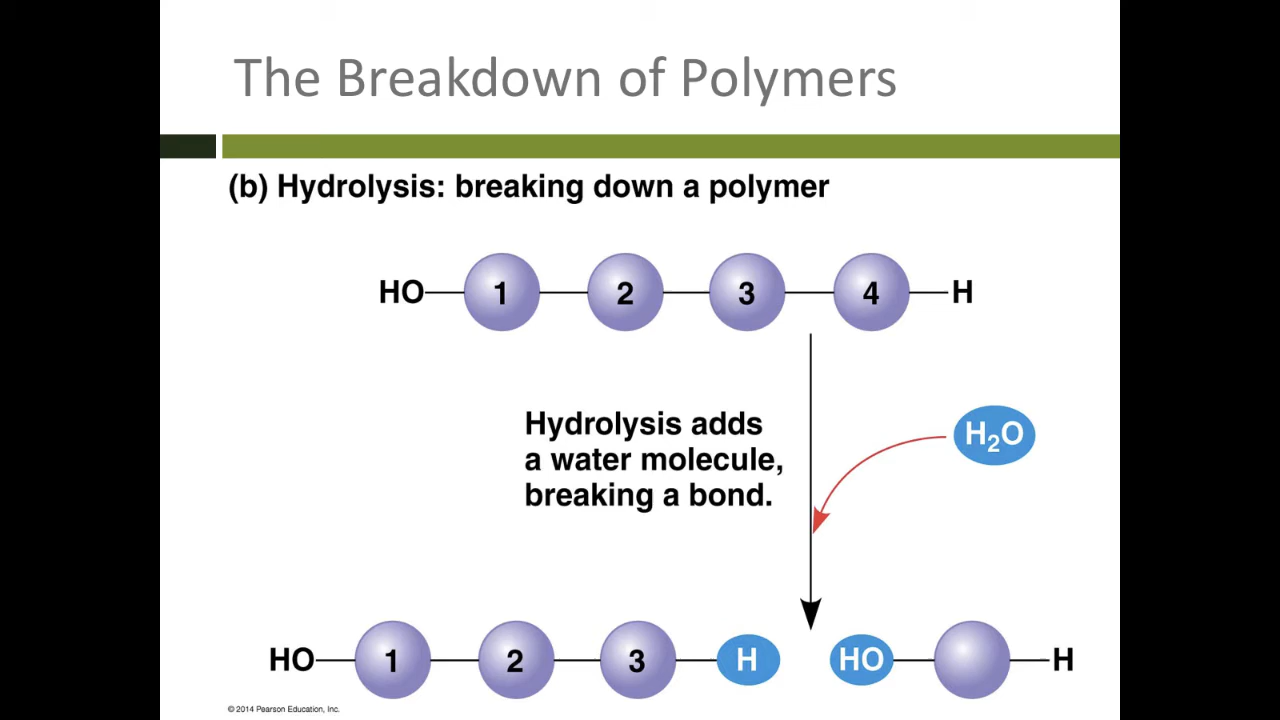 The Breakdown of Polymers
(b) Hydrolysis: breaking down a polymer
HO 1 2 3 4 H
Hydrolysis adds
a water molecule,
breaking a bond.
H₂O
HO 1 2 3 H HO H
© 2014 Pearson Education, Inc.